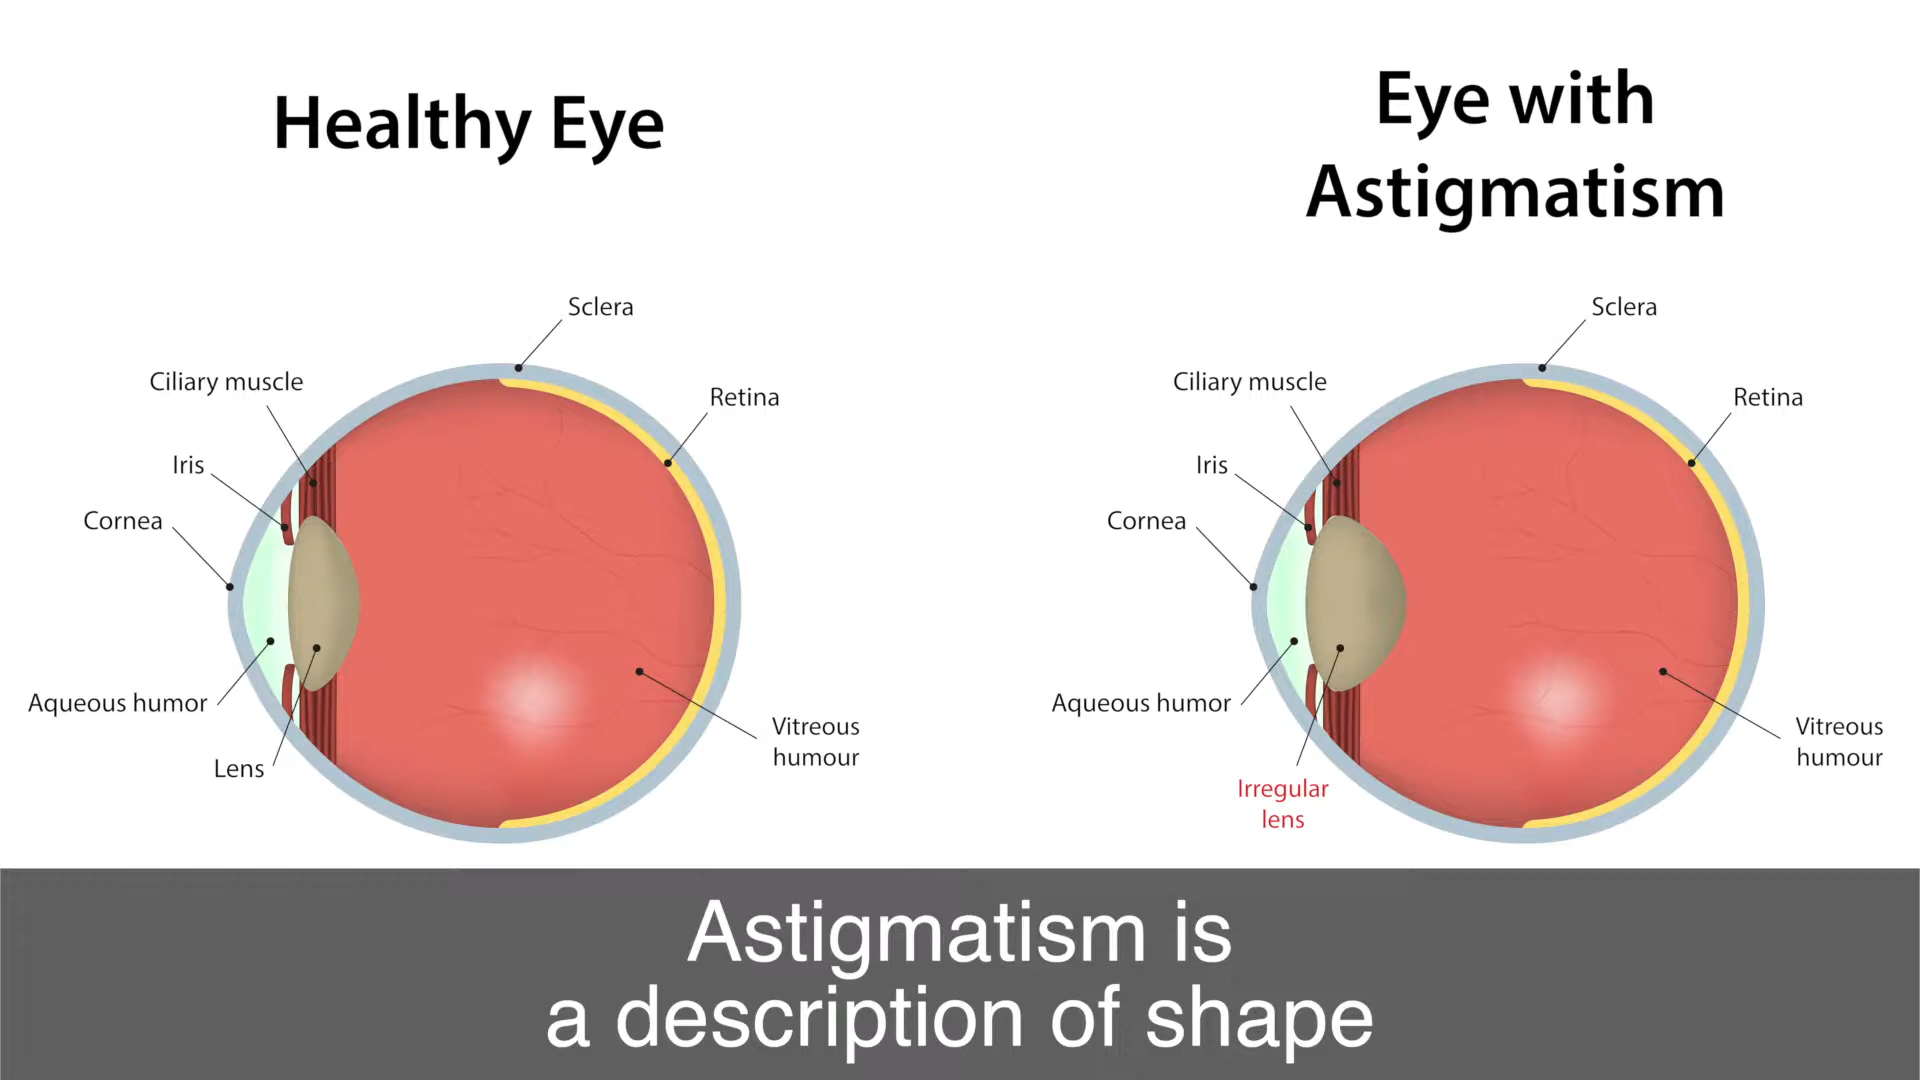 Healthy Eye
Sclera
Ciliary muscle
Retina
Iris
Cornea
Aqueous humor
Vitreous
humour
Lens
Eye with
Astigmatism
Sclera
Ciliary muscle
Retina
Iris
Cornea
Aqueous humor
Vitreous
humour
Irregular
lens
Astigmatism is
a description of shape